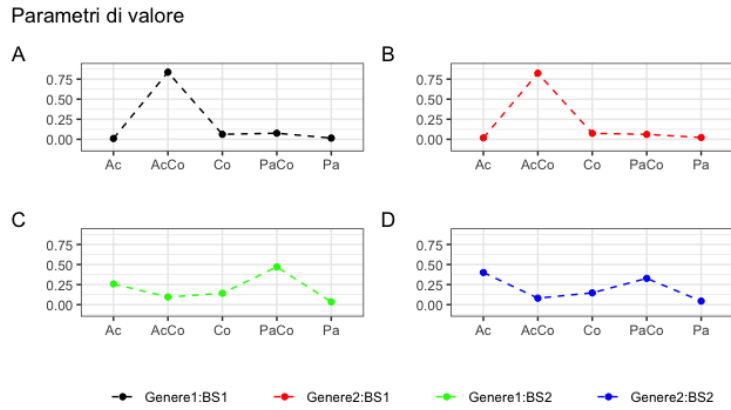 Parametri di valore
A
0.75
0.50
0.25
0.00
Ac AcCo Co PaCo Pa
B
0.75
0.50
0.25
0.00
Ac AcCo Co PaCo Pa
C
0.75
0.50
0.25
0.00
Ac AcCo Co PaCo Pa
D
0.75
0.50
0.25
0.00
Ac AcCo Co PaCo Pa
Genere1:BS1 Genere2:BS1 Genere1:BS2 Genere2:BS2